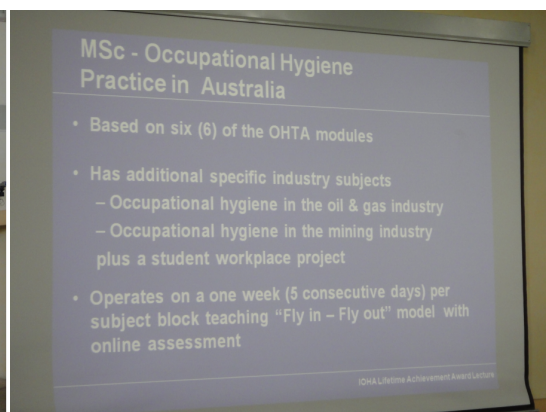 MSc - Occupational Hygiene
Practice in Australia
• Based on six (6) of the OHTA modules
• Has additional specific industry subjects
– Occupational hygiene in the oil & gas industry
– Occupational hygiene in the mining industry
plus a student workplace project
• Operates on a one week (5 consecutive days) per
subject block teaching “Fly in – Fly out” model with
online assessment
IOHA Lifetime Achievement Award Lecture